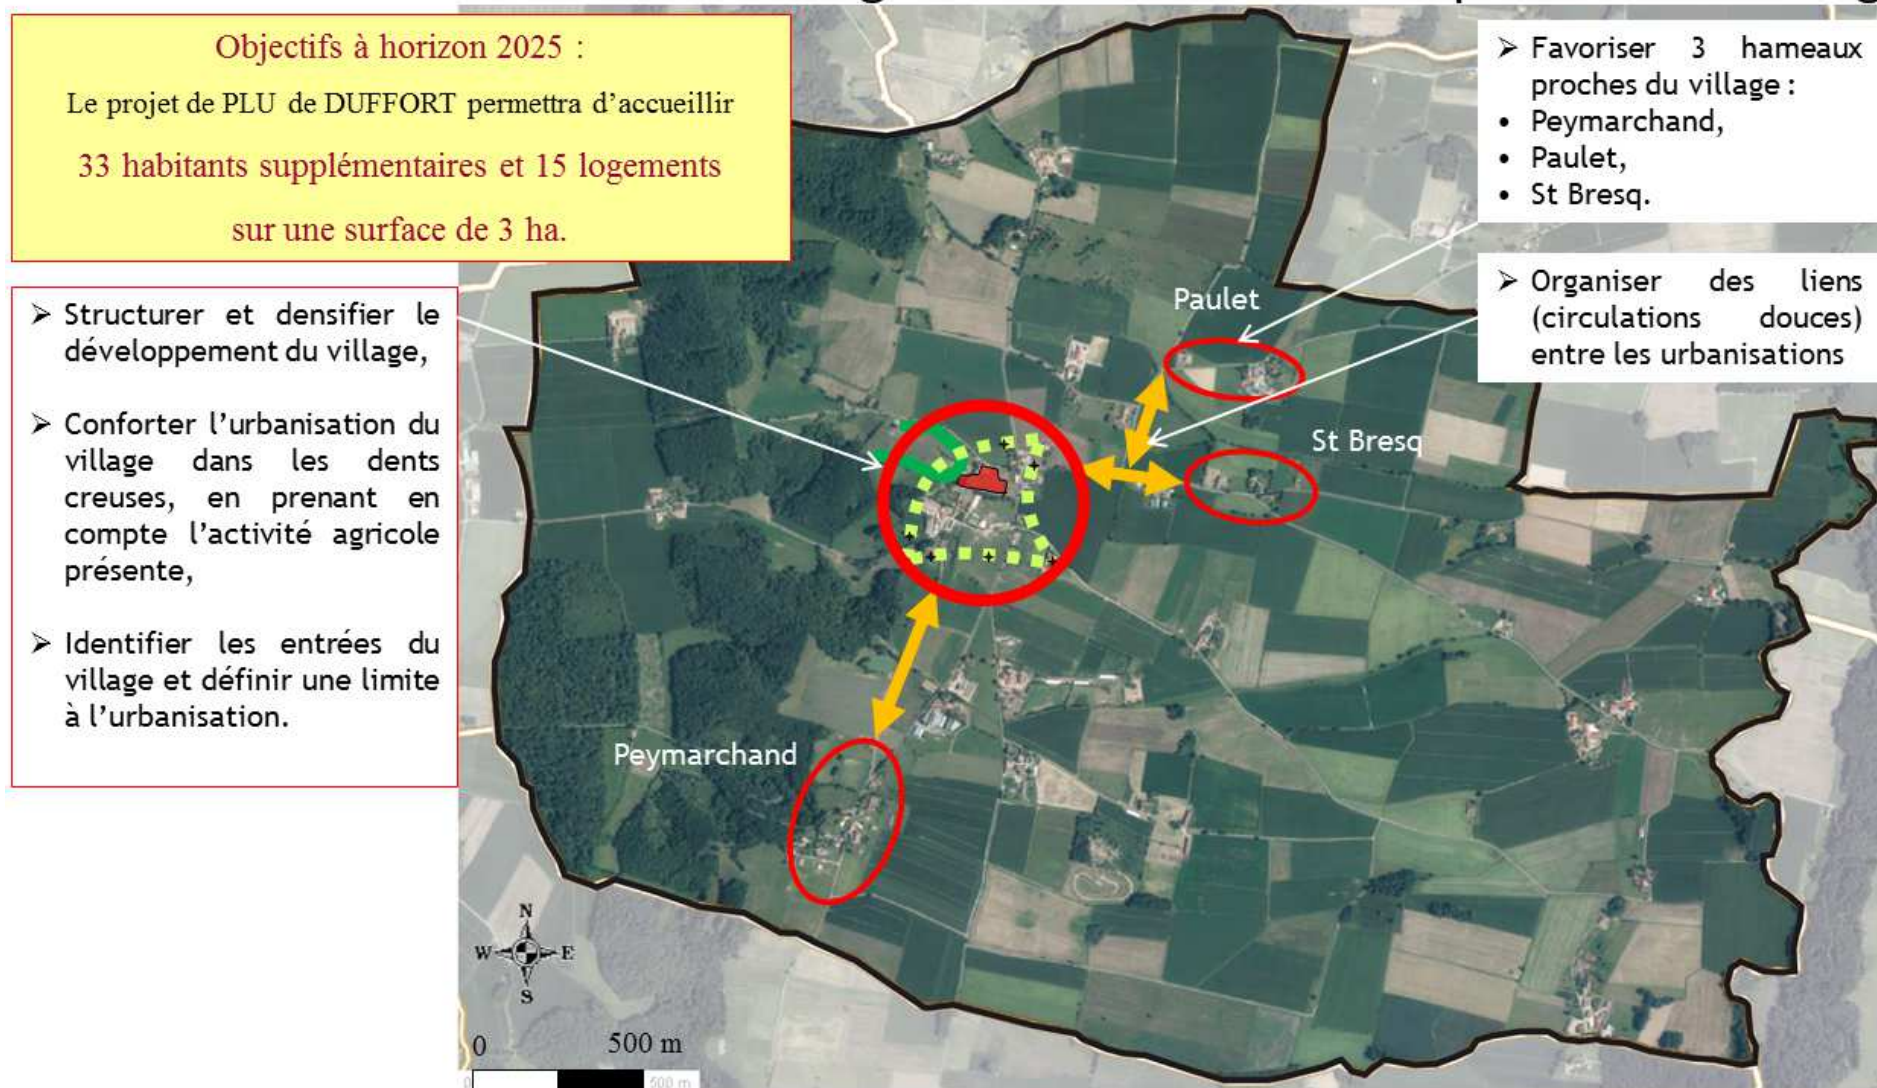 Objectifs à horizon 2025 :
Le projet de PLU de DUFFORT permettra d’accueillir
33 habitants supplémentaires et 15 logements
sur une surface de 3 ha.
➢ Structurer et densifier le
développement du village,
➢ Conforter l’urbanisation du
village dans les dents
creuses, en prenant en
compte l’activité agricole
présente,
➢ Identifier les entrées du
village et définir une limite
à l’urbanisation.
➢ Favoriser 3 hameaux
proches du village :
• Peymarchand,
• Paulet,
• St Bresq.
➢ Organiser des liens
(circulations douces)
entre les urbanisations
Paulet
St Bresq
Peymarchand
N
W E
S
0 500 m
0 500 m